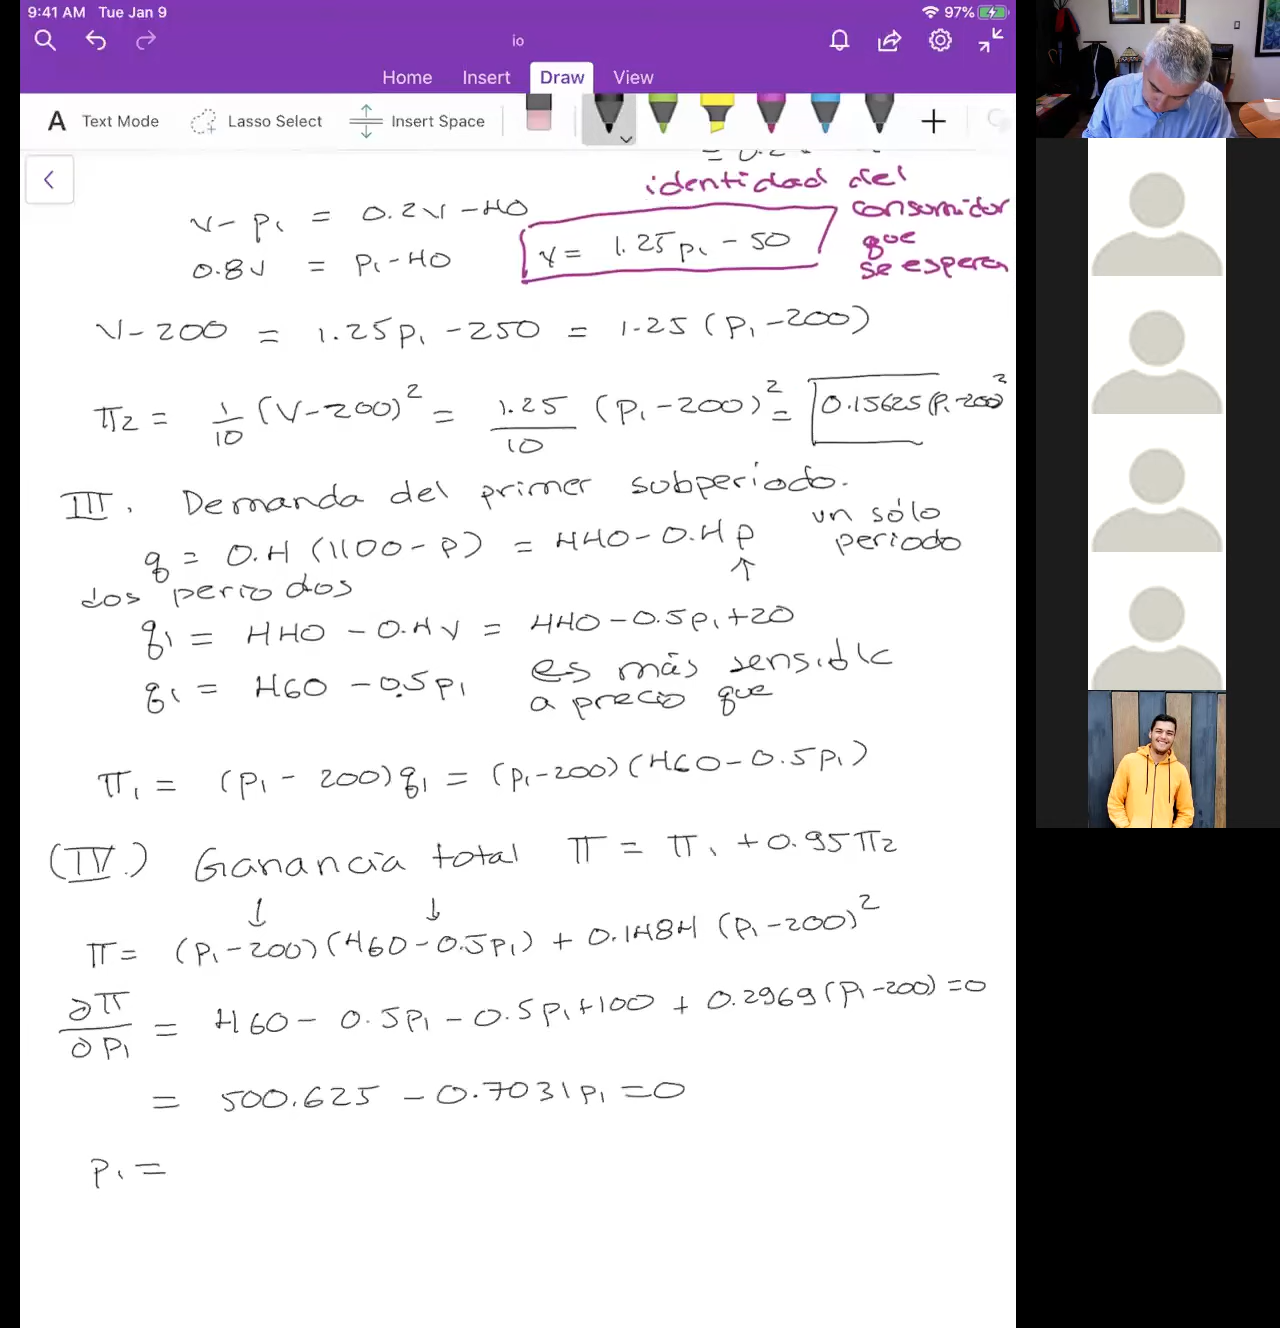 9:41 AM Tue Jan 9
97%
io
Home Insert Draw View
A Text Mode Lasso Select Insert Space
identidad del
consumidor
que
se espera
v - p₁ = 0.2v - 40
0.8v = p₁ - 40
v = 1.25p₁ - 50
v - 200 = 1.25p₁ - 250 = 1.25(p₁ - 200)
π2 = 1/10 (v - 200)² = 1.25/10 (p₁ - 200)² = 0.15625(p₁ - 200)²
III. Demanda del primer subperiodo.
q = 0.4(1100 - p) = 440 - 0.4p un sólo periodo
↑
dos periodos
q₁ = 440 - 0.4v = 440 - 0.5p₁ + 20
q₁ = 460 - 0.5p₁ es más sensible
a precio que
π₁ = (p₁ - 200)q₁ = (p₁ - 200)(460 - 0.5p₁)
(IV.) Ganancia total π = π₁ + 0.95π2
↓ ↓
π = (p₁ - 200)(460 - 0.5p₁) + 0.1484(p₁ - 200)²
∂π/∂p₁ = 460 - 0.5p₁ - 0.5p₁ + 100 + 0.2969(p₁ - 200) = 0
= 500.625 - 0.7031p₁ = 0
p₁ =